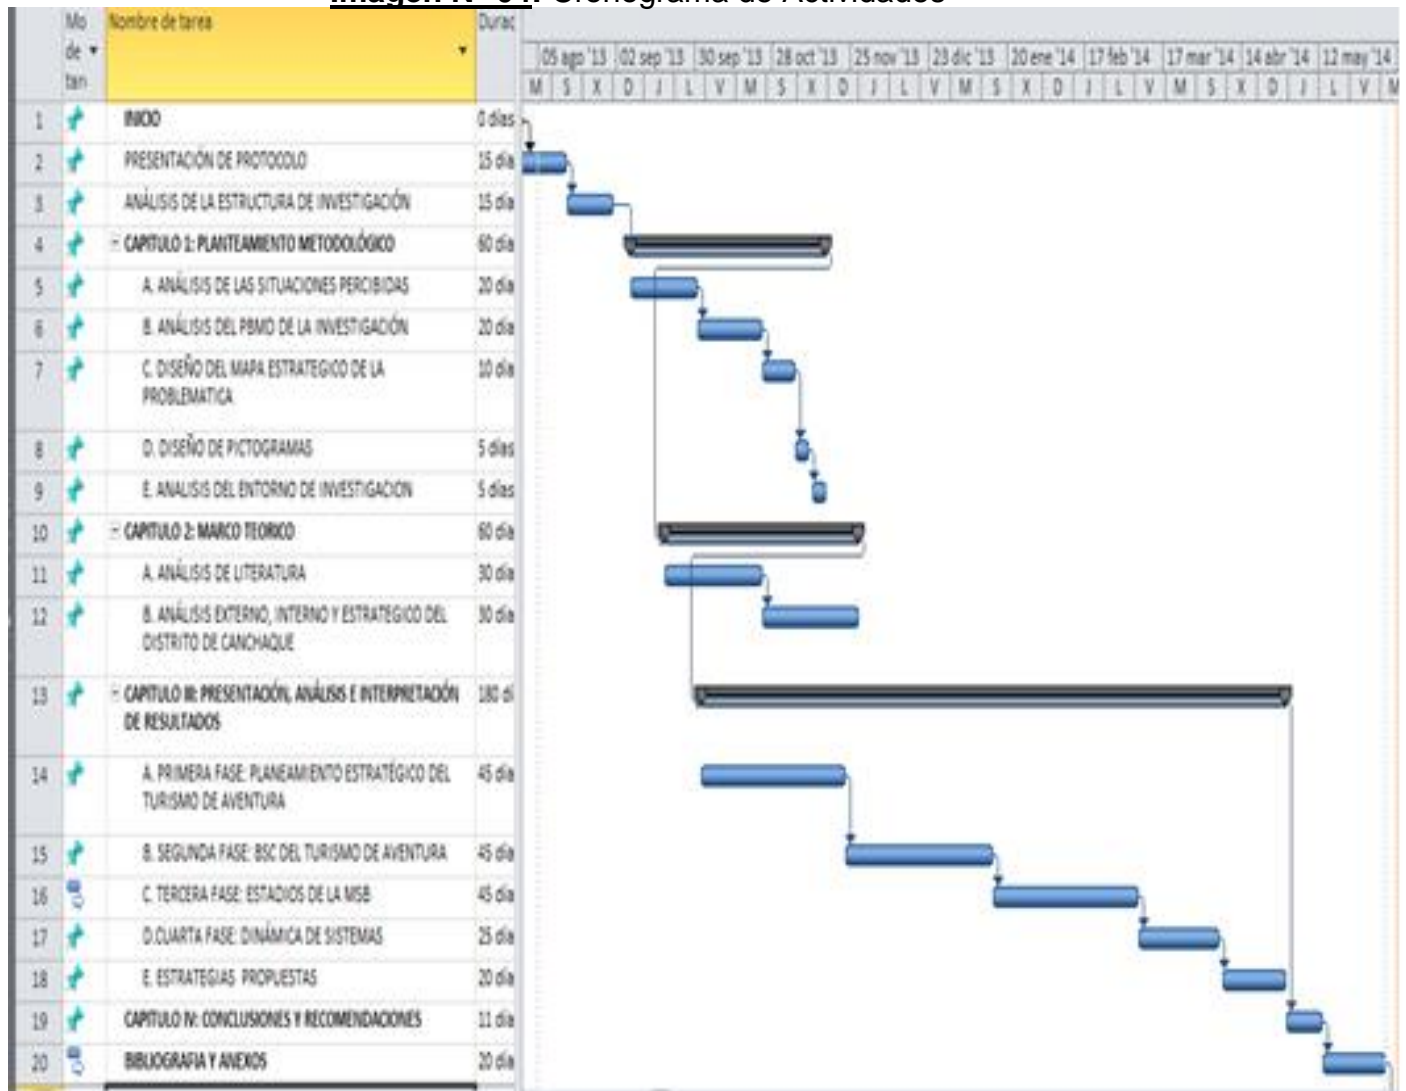 Imagen N° 04: Cronograma de Actividades
Mo Nombre de tarea Durac
de
tan
05 ago '13 02 sep '13 30 sep '13 28 oct '13 25 nov '13 23 dic '13 20 ene '14 17 feb '14 17 mar '14 14 abr '14 12 may '14
M S X D J L V M S X D J L V M S X D J L V M S X D J L V M
1 INICIO 0 días
2 PRESENTACIÓN DE PROTOCOLO 15 día
3 ANÁLISIS DE LA ESTRUCTURA DE INVESTIGACIÓN 15 día
4 CAPITULO 1: PLANTEAMIENTO METODOLÓGICO 60 día
5 A. ANÁLISIS DE LAS SITUACIONES PERCIBIDAS 20 día
6 B. ANÁLISIS DEL PBMO DE LA INVESTIGACIÓN 20 día
7 C. DISEÑO DEL MAPA ESTRATEGICO DE LA 10 día
PROBLEMATICA
8 D. DISEÑO DE PICTOGRAMAS 5 días
9 E. ANALISIS DEL ENTORNO DE INVESTIGACION 5 días
10 CAPITULO 2: MARCO TEORICO 60 día
11 A. ANÁLISIS DE LITERATURA 30 día
12 B. ANÁLISIS EXTERNO, INTERNO Y ESTRATEGICO DEL 30 día
DISTRITO DE CANCHAQUE
13 CAPITULO III: PRESENTACIÓN, ANÁLISIS E INTERPRETACIÓN 180 dí
DE RESULTADOS
14 A. PRIMERA FASE: PLANEAMIENTO ESTRATÉGICO DEL 45 día
TURISMO DE AVENTURA
15 B. SEGUNDA FASE: BSC DEL TURISMO DE AVENTURA 45 día
16 C. TERCERA FASE: ESTADIOS DE LA MSB 45 día
17 D.CUARTA FASE: DINÁMICA DE SISTEMAS 25 día
18 E. ESTRATEGIAS PROPUESTAS 20 día
19 CAPITULO IV: CONCLUSIONES Y RECOMENDACIONES 11 día
20 BIBLIOGRAFIA Y ANEXOS 20 día